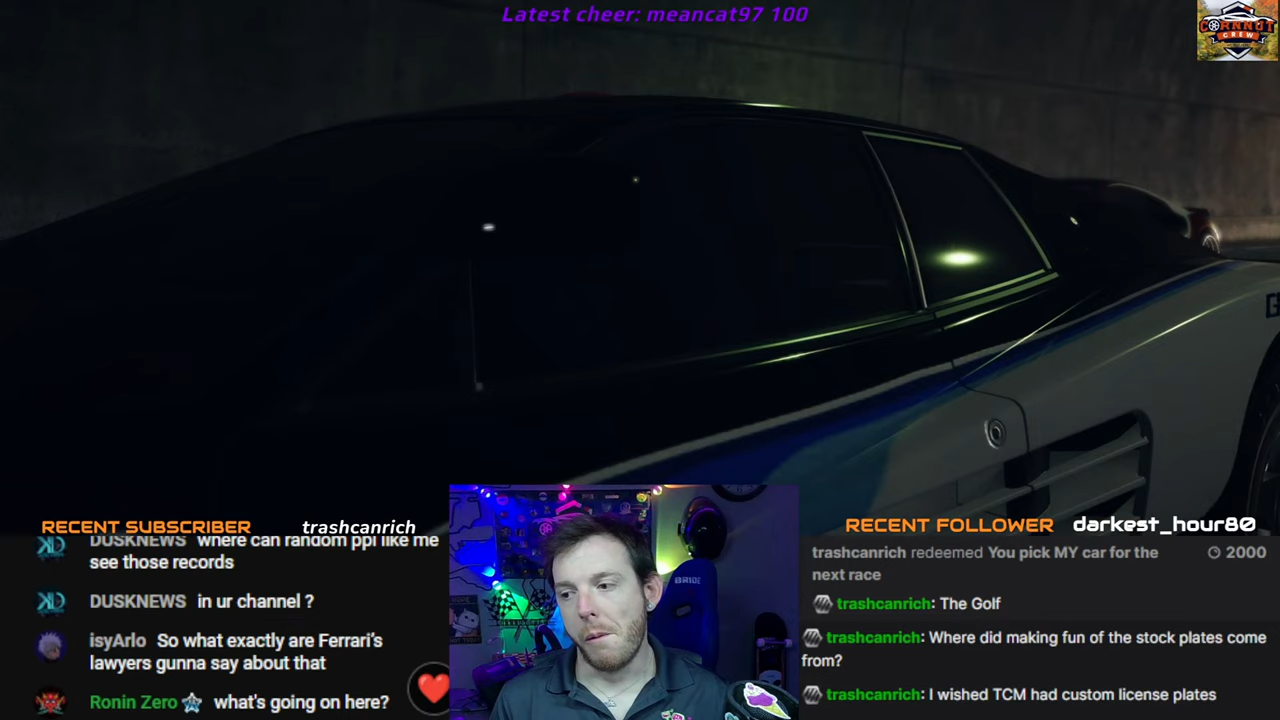 Latest cheer: meancat97 100
CORNNUT
CREW
RECENT SUBSCRIBER trashcanrich
DUSKNEWS where can random ppl like me
see those records
DUSKNEWS in ur channel ?
isyArlo So what exactly are Ferrari's
lawyers gunna say about that
Ronin Zero what's going on here?
BRIDE
RECENT FOLLOWER darkest_hour80
trashcanrich redeemed You pick MY car for the 2000
next race
trashcanrich: The Golf
trashcanrich: Where did making fun of the stock plates come
from?
trashcanrich: I wished TCM had custom license plates